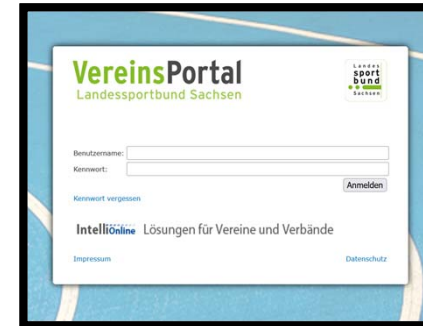 VereinsPortal
Landessportbund Sachsen
Landes
sport
bund
Sachsen
Benutzername:
Kennwort:
Anmelden
Kennwort vergessen
IntelliOnline Lösungen für Vereine und Verbände
Impressum
Datenschutz